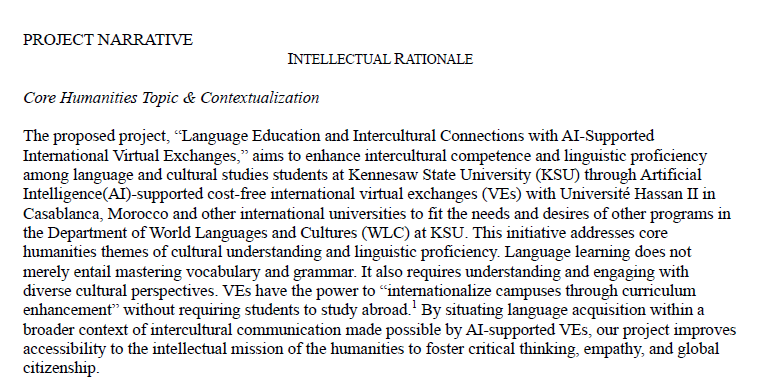 PROJECT NARRATIVE
INTELLECTUAL RATIONALE
Core Humanities Topic & Contextualization
The proposed project, “Language Education and Intercultural Connections with AI-Supported
International Virtual Exchanges,” aims to enhance intercultural competence and linguistic proficiency
among language and cultural studies students at Kennesaw State University (KSU) through Artificial
Intelligence(AI)-supported cost-free international virtual exchanges (VEs) with Université Hassan II in
Casablanca, Morocco and other international universities to fit the needs and desires of other programs in
the Department of World Languages and Cultures (WLC) at KSU. This initiative addresses core
humanities themes of cultural understanding and linguistic proficiency. Language learning does not
merely entail mastering vocabulary and grammar. It also requires understanding and engaging with
diverse cultural perspectives. VEs have the power to “internationalize campuses through curriculum
enhancement” without requiring students to study abroad.1 By situating language acquisition within a
broader context of intercultural communication made possible by AI-supported VEs, our project improves
accessibility to the intellectual mission of the humanities to foster critical thinking, empathy, and global
citizenship.